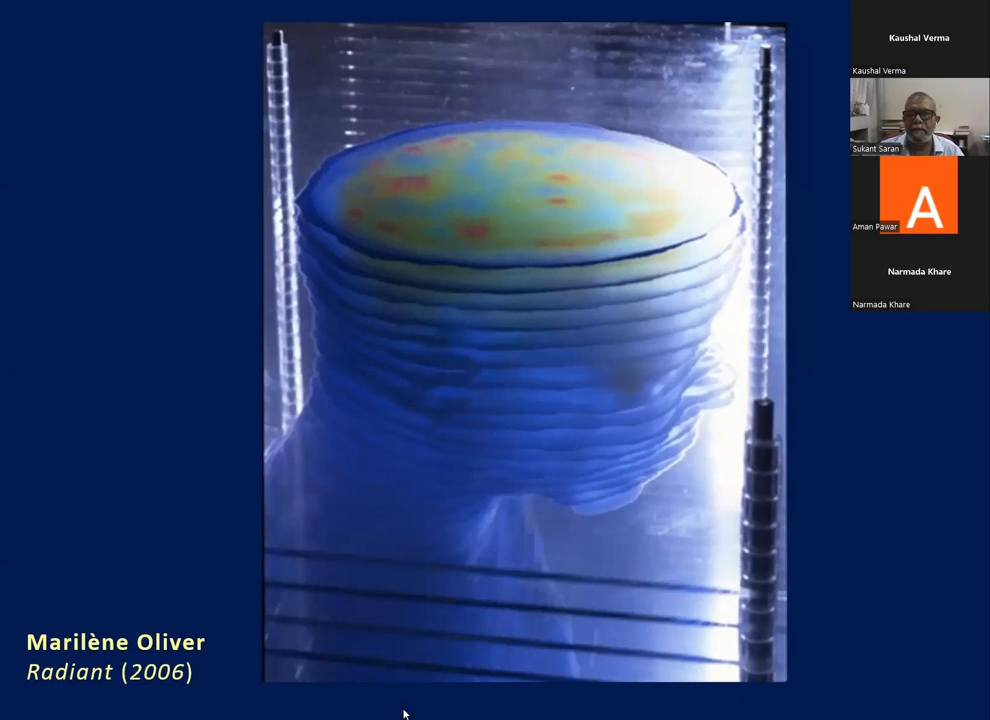 Marilène Oliver
Radiant (2006)
Kaushal Verma
Kaushal Verma
Sukant Saran
A
Aman Pawar
Narmada Khare
Narmada Khare